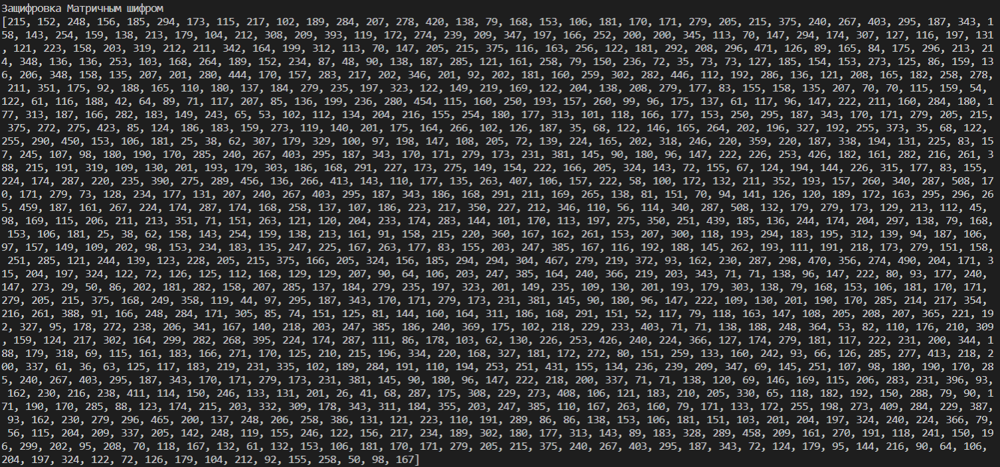 Защифровка Матричным шифром
[215, 152, 248, 156, 185, 294, 173, 115, 217, 102, 189, 284, 207, 278, 420, 138, 79, 168, 153, 106, 181, 170, 171, 279, 205, 215, 375, 240, 267, 403, 295, 187, 343, 1
58, 143, 254, 159, 138, 213, 179, 104, 212, 308, 209, 393, 119, 172, 274, 239, 209, 347, 197, 166, 252, 200, 200, 345, 113, 70, 147, 294, 174, 307, 127, 116, 197, 131
, 121, 223, 158, 203, 319, 212, 211, 342, 164, 199, 312, 113, 70, 147, 205, 215, 375, 116, 163, 256, 122, 181, 292, 208, 296, 471, 126, 89, 165, 84, 175, 296, 213, 21
4, 348, 136, 136, 253, 103, 168, 264, 189, 152, 234, 87, 48, 90, 138, 187, 285, 121, 161, 258, 79, 150, 236, 72, 35, 73, 73, 127, 185, 154, 153, 273, 125, 86, 159, 13
6, 206, 348, 158, 135, 207, 201, 280, 444, 170, 157, 283, 217, 202, 346, 201, 92, 202, 181, 160, 259, 302, 282, 446, 112, 192, 286, 136, 121, 208, 165, 182, 258, 278,
 211, 351, 175, 92, 188, 165, 110, 180, 137, 184, 279, 235, 197, 323, 122, 149, 219, 169, 122, 204, 138, 208, 279, 177, 83, 155, 158, 135, 207, 70, 70, 115, 159, 54,
122, 61, 116, 188, 42, 64, 89, 71, 117, 207, 85, 136, 199, 236, 280, 454, 115, 160, 250, 193, 157, 260, 99, 96, 175, 137, 61, 117, 96, 147, 222, 211, 160, 284, 180, 1
77, 313, 187, 166, 282, 183, 149, 243, 65, 53, 102, 112, 134, 204, 216, 155, 254, 180, 177, 313, 101, 118, 166, 177, 153, 250, 295, 187, 343, 170, 171, 279, 205, 215,
 375, 272, 275, 423, 85, 124, 186, 183, 159, 273, 119, 140, 201, 175, 164, 266, 102, 126, 187, 35, 68, 122, 146, 165, 264, 202, 196, 327, 192, 255, 373, 35, 68, 122,
255, 290, 450, 153, 106, 181, 25, 38, 62, 307, 179, 329, 100, 97, 198, 147, 108, 205, 72, 139, 224, 165, 202, 318, 246, 220, 359, 220, 187, 338, 194, 131, 225, 83, 15
7, 245, 107, 98, 180, 190, 170, 285, 240, 267, 403, 295, 187, 343, 170, 171, 279, 173, 231, 381, 145, 90, 180, 96, 147, 222, 226, 253, 426, 182, 161, 282, 216, 261, 3
88, 215, 191, 319, 109, 130, 201, 193, 179, 303, 186, 168, 291, 227, 173, 275, 149, 154, 222, 166, 205, 324, 143, 72, 155, 67, 124, 194, 144, 226, 315, 177, 83, 155,
224, 174, 287, 220, 235, 390, 275, 289, 456, 136, 266, 413, 143, 110, 177, 135, 263, 407, 106, 157, 222, 58, 100, 172, 132, 211, 352, 193, 157, 260, 340, 287, 508, 17
0, 171, 279, 73, 128, 234, 177, 131, 207, 240, 267, 403, 295, 187, 343, 186, 168, 291, 211, 169, 265, 138, 81, 151, 70, 94, 141, 126, 120, 189, 172, 163, 295, 296, 26
5, 459, 187, 161, 267, 224, 174, 287, 174, 168, 258, 137, 107, 186, 223, 217, 350, 227, 212, 346, 110, 56, 114, 340, 287, 508, 132, 179, 279, 173, 129, 213, 112, 45,
98, 169, 115, 206, 211, 213, 351, 71, 151, 263, 121, 120, 204, 233, 174, 283, 144, 101, 170, 113, 197, 275, 350, 251, 439, 185, 136, 244, 174, 204, 297, 138, 79, 168,
 153, 106, 181, 25, 38, 62, 158, 143, 254, 159, 138, 213, 161, 91, 158, 215, 220, 360, 167, 162, 261, 153, 207, 300, 118, 193, 294, 183, 195, 312, 139, 94, 187, 106,
97, 157, 149, 109, 202, 98, 153, 234, 183, 135, 247, 225, 167, 263, 177, 83, 155, 203, 247, 385, 167, 116, 192, 188, 145, 262, 193, 111, 191, 218, 173, 279, 151, 158,
 251, 285, 121, 244, 139, 123, 228, 205, 215, 375, 166, 205, 324, 156, 185, 294, 294, 304, 467, 279, 219, 372, 93, 162, 230, 287, 298, 470, 356, 274, 490, 204, 171, 3
15, 204, 197, 324, 122, 72, 126, 125, 112, 168, 129, 129, 207, 90, 64, 106, 203, 247, 385, 164, 240, 366, 219, 203, 343, 71, 71, 138, 96, 147, 222, 80, 93, 177, 240,
147, 273, 29, 50, 86, 202, 181, 282, 158, 207, 285, 137, 184, 279, 235, 197, 323, 201, 149, 235, 109, 130, 201, 193, 179, 303, 138, 79, 168, 153, 106, 181, 170, 171,
279, 205, 215, 375, 168, 249, 358, 119, 44, 97, 295, 187, 343, 170, 171, 279, 173, 231, 381, 145, 90, 180, 96, 147, 222, 109, 130, 201, 190, 170, 285, 214, 217, 354,
216, 261, 388, 91, 166, 248, 284, 171, 305, 85, 74, 151, 125, 81, 144, 160, 164, 311, 186, 168, 291, 151, 52, 117, 79, 118, 163, 147, 108, 205, 208, 207, 365, 221, 19
2, 327, 95, 178, 272, 238, 206, 341, 167, 140, 218, 203, 247, 385, 186, 240, 369, 175, 102, 218, 229, 233, 403, 71, 71, 138, 188, 248, 364, 53, 82, 110, 176, 210, 309
, 159, 124, 217, 302, 164, 299, 282, 268, 395, 224, 174, 287, 111, 86, 178, 103, 62, 130, 226, 253, 426, 240, 224, 366, 127, 174, 279, 181, 117, 222, 231, 200, 344, 1
88, 179, 318, 69, 115, 161, 183, 166, 271, 170, 125, 210, 215, 196, 334, 220, 168, 327, 181, 172, 272, 80, 151, 259, 133, 160, 242, 93, 66, 126, 285, 277, 413, 218, 2
00, 337, 61, 36, 63, 125, 117, 183, 219, 231, 335, 102, 189, 284, 191, 110, 194, 253, 251, 431, 155, 134, 236, 239, 209, 347, 69, 145, 251, 107, 98, 180, 190, 170, 28
5, 240, 267, 403, 295, 187, 343, 170, 171, 279, 173, 231, 381, 145, 90, 180, 96, 147, 222, 218, 200, 337, 71, 71, 138, 120, 69, 146, 169, 115, 206, 283, 231, 396, 93,
 162, 230, 216, 238, 411, 114, 150, 246, 133, 131, 201, 26, 41, 68, 287, 175, 308, 229, 273, 408, 106, 121, 183, 210, 205, 330, 65, 118, 182, 192, 150, 288, 79, 90, 1
71, 190, 170, 285, 88, 123, 174, 215, 203, 332, 309, 178, 343, 311, 184, 355, 203, 247, 385, 110, 167, 263, 160, 79, 171, 133, 172, 255, 198, 273, 409, 284, 229, 387,
 93, 162, 230, 279, 296, 465, 200, 137, 248, 206, 258, 386, 131, 121, 223, 110, 191, 289, 86, 86, 138, 153, 106, 181, 151, 103, 201, 204, 197, 324, 240, 224, 366, 79,
 56, 115, 204, 209, 337, 205, 142, 248, 119, 155, 246, 122, 156, 217, 234, 189, 302, 180, 177, 313, 143, 89, 183, 328, 289, 458, 209, 161, 270, 191, 118, 241, 150, 19
6, 299, 202, 95, 208, 70, 118, 167, 132, 61, 132, 153, 106, 181, 170, 171, 279, 205, 215, 375, 240, 267, 403, 295, 187, 343, 72, 124, 179, 95, 144, 216, 90, 64, 106,
204, 197, 324, 122, 72, 126, 179, 104, 212, 92, 155, 258, 50, 98, 167]